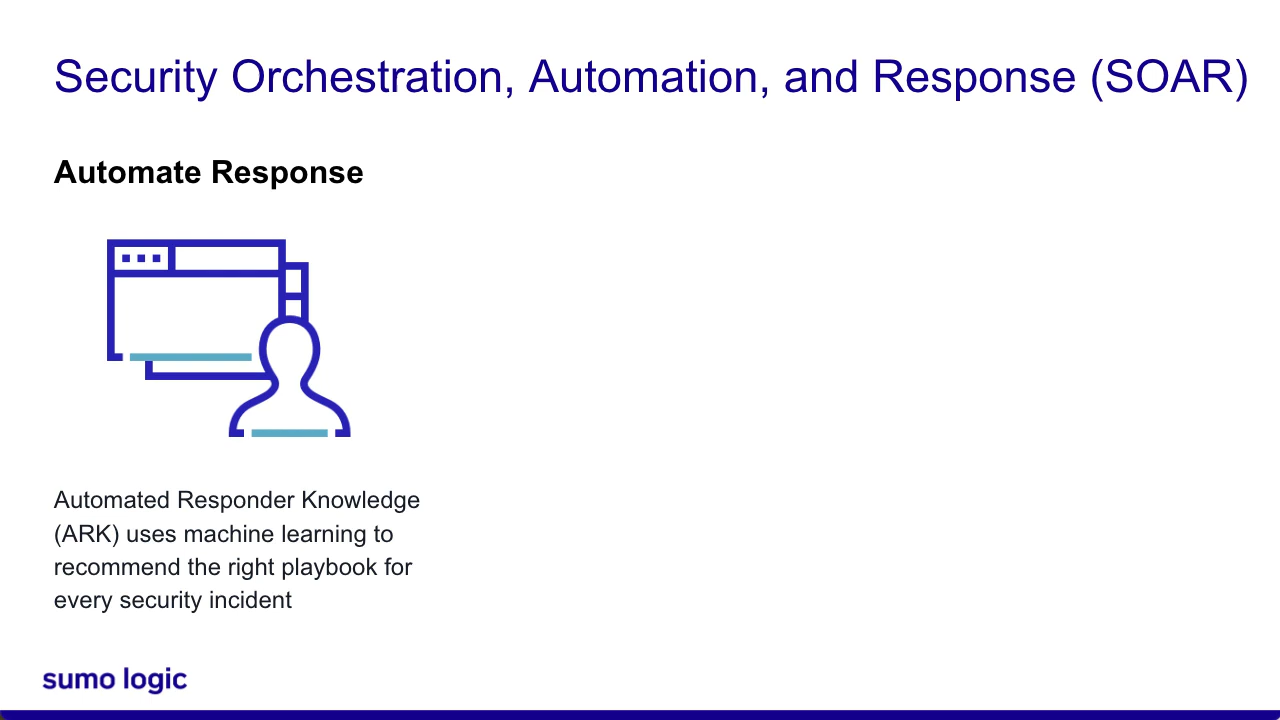 Security Orchestration, Automation, and Response (SOAR)
Automate Response
Automated Responder Knowledge
(ARK) uses machine learning to
recommend the right playbook for
every security incident
sumo logic